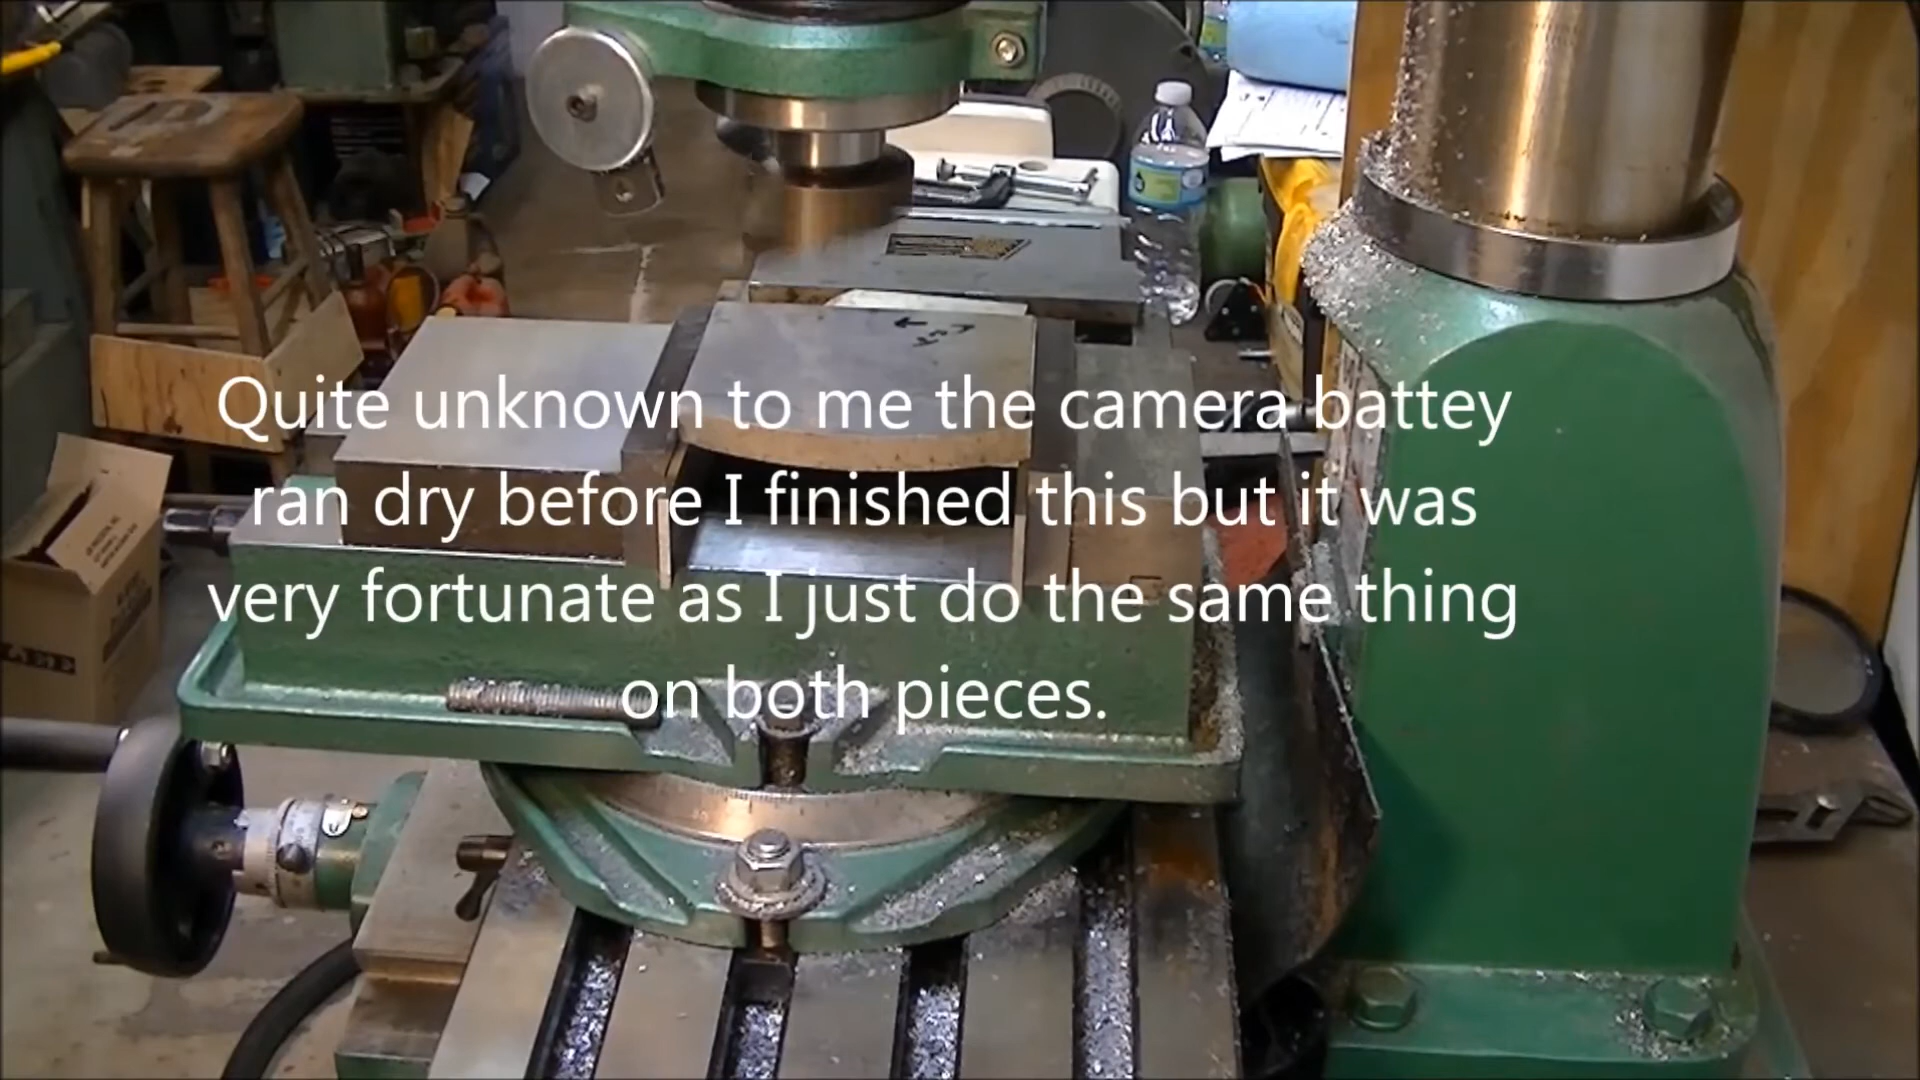 Quite unknown to me the camera battey
ran dry before I finished this but it was
very fortunate as I just do the same thing
on both pieces.